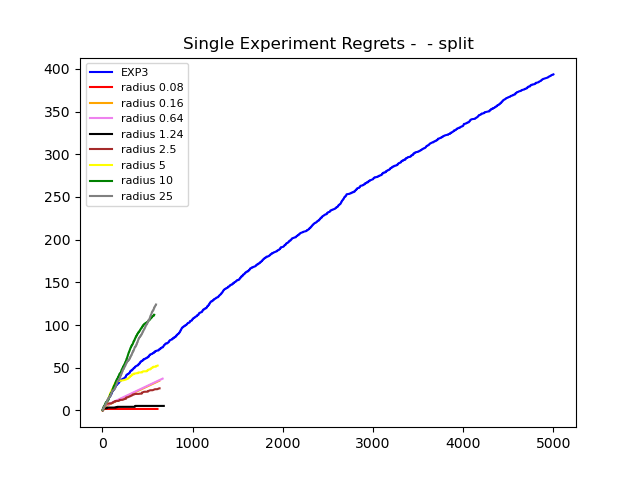 Single Experiment Regrets -  - split
EXP3
radius 0.08
radius 0.16
radius 0.64
radius 1.24
radius 2.5
radius 5
radius 10
radius 25
400
350
300
250
200
150
100
50
0
0 1000 2000 3000 4000 5000